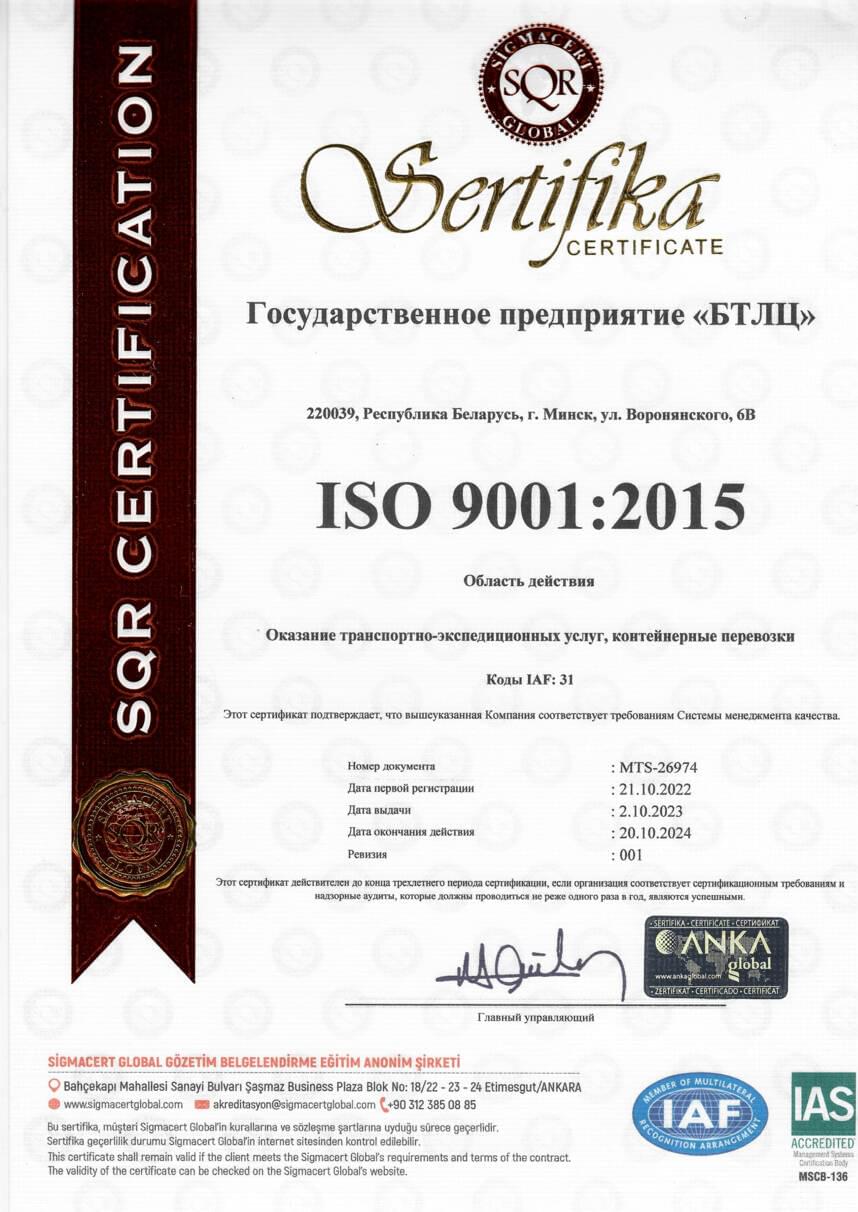 SQR CERTIFICATION
SIGMACERT
SQR
GLOBAL
Sertifika
CERTIFICATE
Государственное предприятие «БТЛЦ»
220039, Республика Беларусь, г. Минск, ул. Воронянского, 6В
ISO 9001:2015
Область действия
Оказание транспортно-экспедиционных услуг, контейнерные перевозки
Коды IAF: 31
Этот сертификат подтверждает, что вышеуказанная Компания соответствует требованиям Системы менеджмента качества.
Номер документа : MTS-26974
Дата первой регистрации : 21.10.2022
Дата выдачи : 2.10.2023
Дата окончания действия : 20.10.2024
Ревизия : 001
SIGMACERT
SQR
GLOBAL
Этот сертификат действителен до конца трехлетнего периода сертификации, если организация соответствует сертификационным требованиям и
надзорные аудиты, которые должны проводиться не реже одного раза в год, являются успешными.
- SERTİFİKA - CERTIFICATE - СЕРТИФИКАТ
ANKA
global
www.ankaglobal.com
- ZERTIFIKAT - CERTIFICADO - CERTIFICAT
Главный управляющий
SİGMACERT GLOBAL GÖZETİM BELGELENDİRME EĞİTİM ANONİM ŞİRKETİ
Bahçekapı Mahallesi Sanayi Bulvarı Şaşmaz Business Plaza Blok No: 18/22 - 23 - 24 Etimesgut/ANKARA
www.sigmacertglobal.com akreditasyon@sigmacertglobal.com +90 312 385 08 85
Bu sertifika, müşteri Sigmacert Global'in kurallarına ve sözleşme şartlarına uyduğu sürece geçerlidir.
Sertifika geçerlilik durumu Sigmacert Global'in internet sitesinden kontrol edilebilir.
This certificate shall remain valid if the client meets the Sigmacert Global's requirements and terms of the contract.
The validity of the certificate can be checked on the Sigmacert Global's website.
MEMBER OF MULTILATERAL
IAF
RECOGNITION ARRANGEMENT
IAS
ACCREDITED
Management Systems
Certification Body
MSCB-136